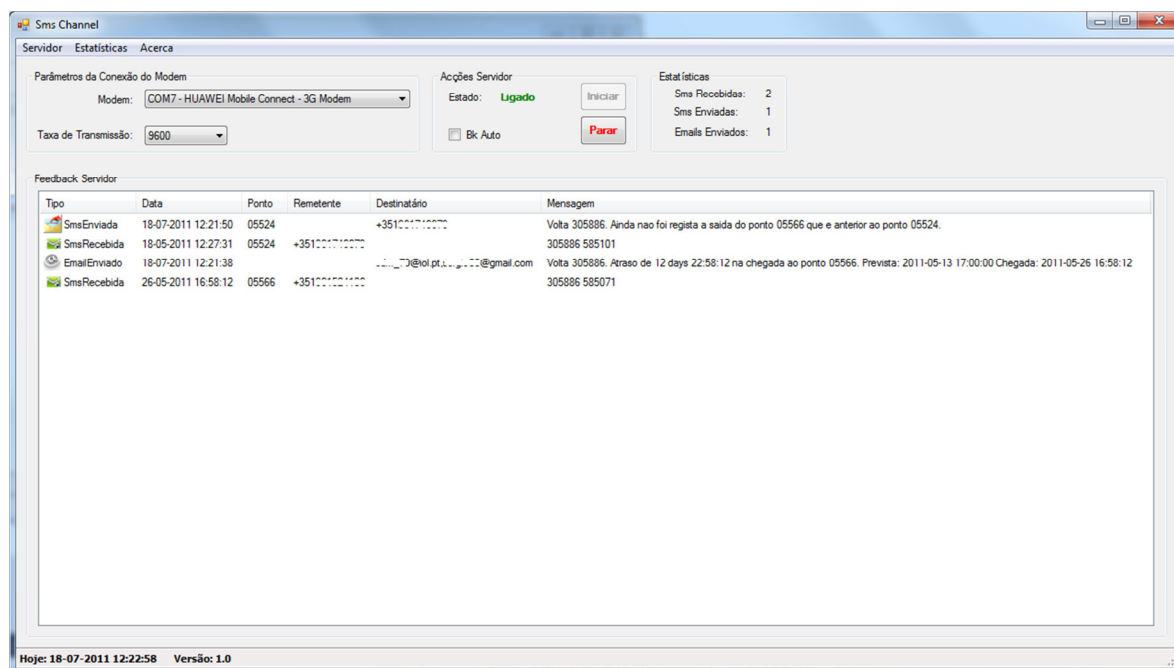 Sms Channel
Servidor Estatísticas Acerca
Parâmetros da Conexão do Modem
Modem: COM7 - HUAWEI Mobile Connect - 3G Modem
Taxa de Transmissão: 9600
Acções Servidor
Estado: Ligado Iniciar
Bk Auto Parar
Estatísticas
Sms Recebidas: 2
Sms Enviadas: 1
Emails Enviados: 1
Feedback Servidor
Tipo Data Ponto Remetente Destinatário Mensagem
SmsEnviada 18-07-2011 12:21:50 05524 +351 Volta 305886. Ainda nao foi regista a saida do ponto 05566 que e anterior ao ponto 05524.
SmsRecebida 18-05-2011 12:27:31 05524 +351 305886 585101
EmailEnviado 18-07-2011 12:21:38 @iol.pt, @gmail.com Volta 305886. Atraso de 12 days 22:58:12 na chegada ao ponto 05566. Prevista: 2011-05-13 17:00:00 Chegada: 2011-05-26 16:58:12
SmsRecebida 26-05-2011 16:58:12 05566 +351 305886 585071
Hoje: 18-07-2011 12:22:58 Versão: 1.0